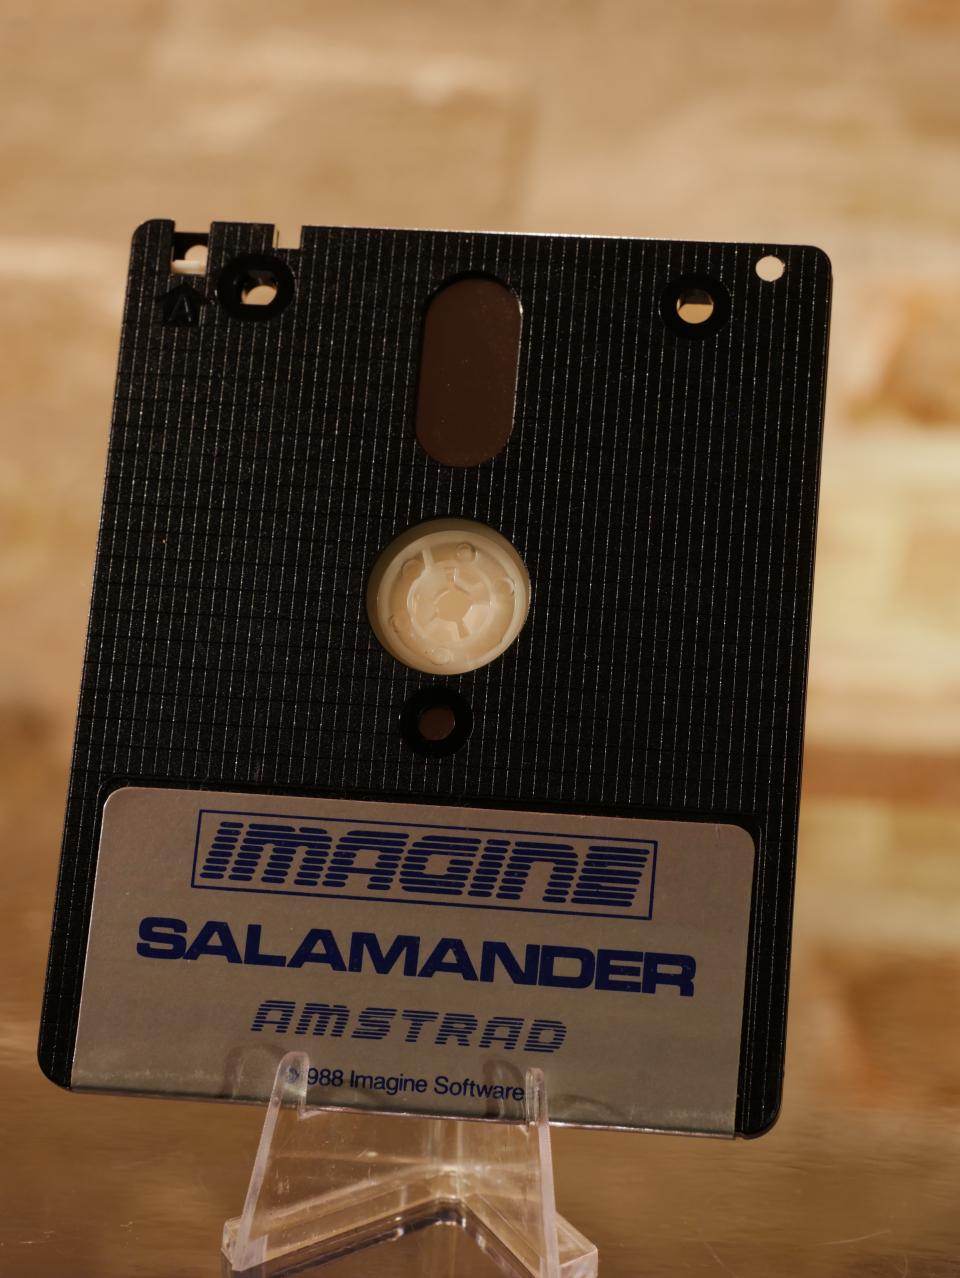 A
IMAGINE
SALAMANDER
AMSTRAD
1988 Imagine Software